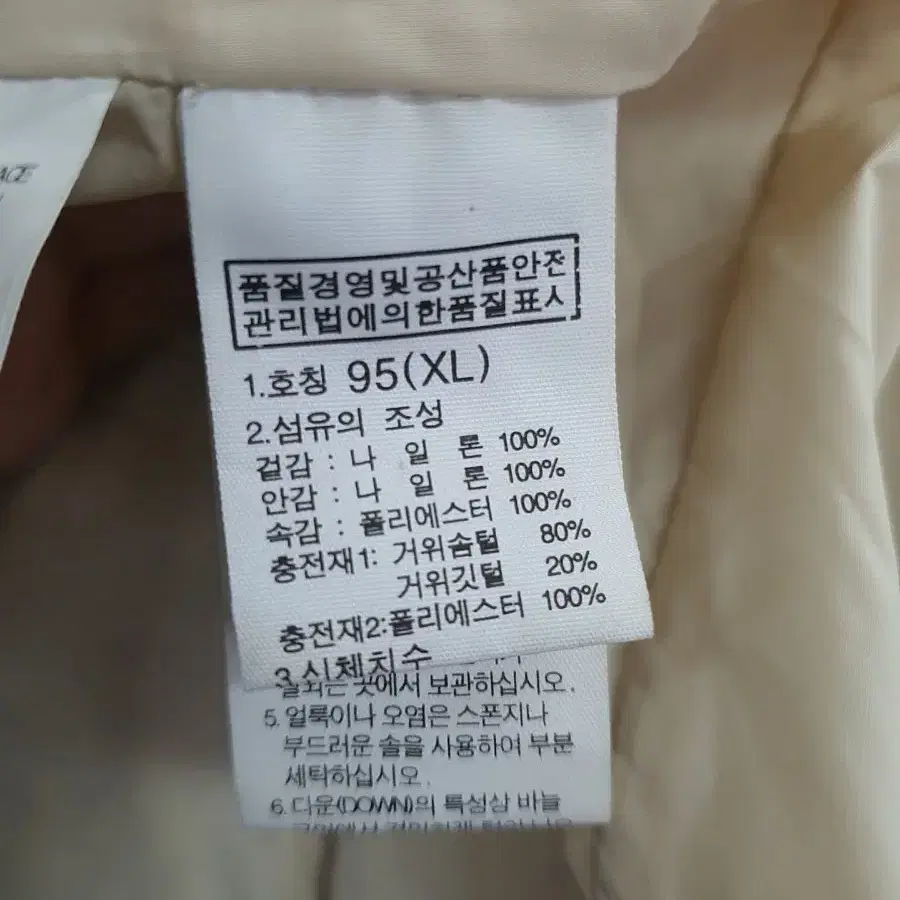 품질경영및공산품안전
관리법에의한품질표시
1.호칭 95(XL)
2.섬유의 조성
겉감 : 나 일 론 100%
안감 : 나 일 론 100%
속감 : 폴리에스터 100%
충전재1: 거위솜털 80%
거위깃털 20%
충전재2:폴리에스터 100%
3.신체치수
곳에서 보관하십시오.
5. 얼룩이나 오염은 스폰지나
부드러운 솔을 사용하여 부분
세탁하십시오.
6.다운(DOWN)의 특성상 바늘